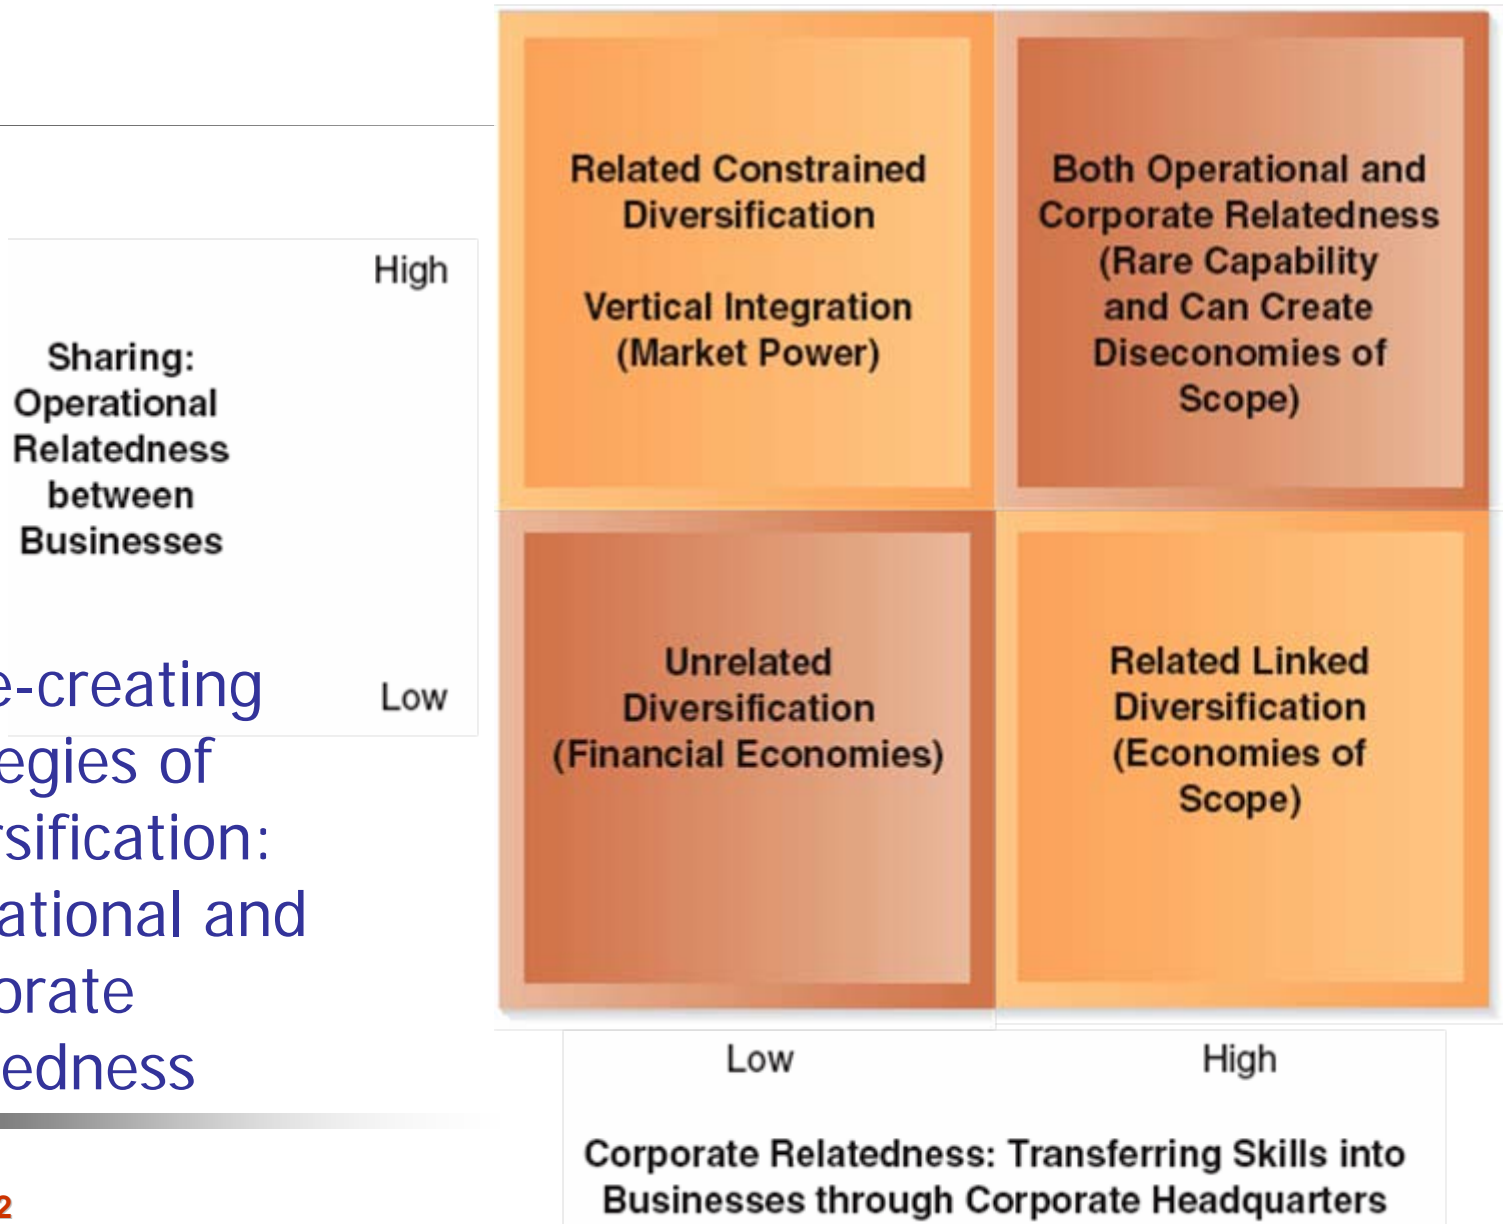 Related Constrained
Diversification
Vertical Integration
(Market Power)
Both Operational and
Corporate Relatedness
(Rare Capability
and Can Create
Diseconomies of
Scope)
High
Sharing:
Operational
Relatedness
between
Businesses
Low
Unrelated
Diversification
(Financial Economies)
Related Linked
Diversification
(Economies of
Scope)
e-creating
egies of
rsification:
ational and
orate
edness
Low High
Corporate Relatedness: Transferring Skills into
Businesses through Corporate Headquarters
2